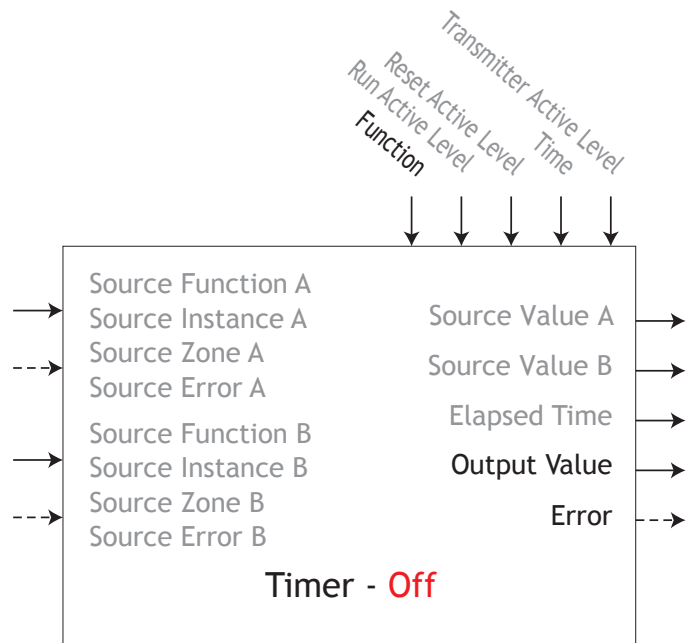 Function
Run Active Level
Reset Active Level
Time
Transmitter Active Level
Source Function A
Source Instance A
Source Zone A
Source Error A
Source Function B
Source Instance B
Source Zone B
Source Error B
Source Value A
Source Value B
Elapsed Time
Output Value
Error
Timer - Off